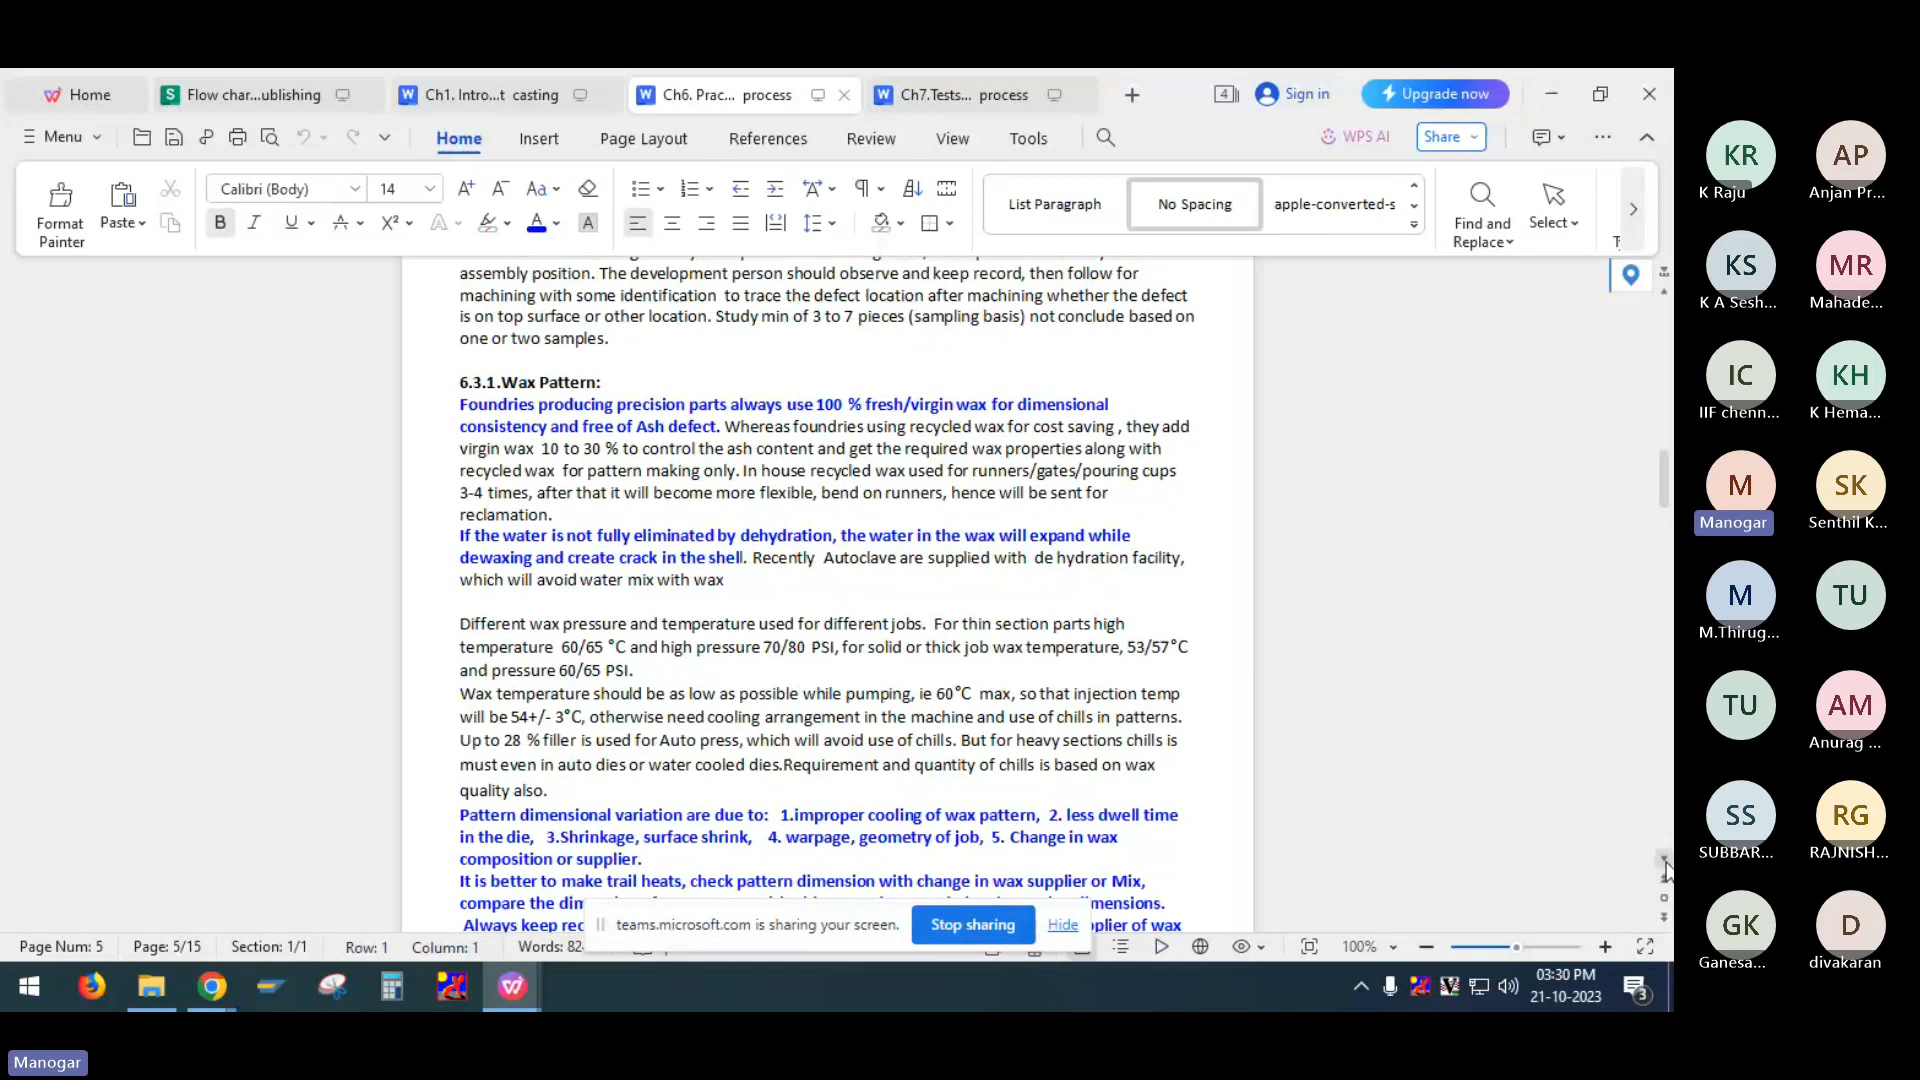 Home
Flow char...ublishing
Ch1. Intro...t casting
Ch6. Prac... process
Ch7.Tests... process
4
Sign in
Upgrade now
Menu
Home
Insert
Page Layout
References
Review
View
Tools
WPS AI
Share
Format
Painter
Paste
Calibri (Body)
14
List Paragraph
No Spacing
apple-converted-s
Find and
Replace
Select
assembly position. The development person should observe and keep record, then follow for
machining with some identification to trace the defect location after machining whether the defect
is on top surface or other location. Study min of 3 to 7 pieces (sampling basis) not conclude based on
one or two samples.
6.3.1.Wax Pattern:
Foundries producing precision parts always use 100 % fresh/virgin wax for dimensional
consistency and free of Ash defect. Whereas foundries using recycled wax for cost saving , they add
virgin wax 10 to 30 % to control the ash content and get the required wax properties along with
recycled wax for pattern making only. In house recycled wax used for runners/gates/pouring cups
3-4 times, after that it will become more flexible, bend on runners, hence will be sent for
reclamation.
If the water is not fully eliminated by dehydration, the water in the wax will expand while
dewaxing and create crack in the shell. Recently Autoclave are supplied with de hydration facility,
which will avoid water mix with wax
Different wax pressure and temperature used for different jobs. For thin section parts high
temperature 60/65 °C and high pressure 70/80 PSI, for solid or thick job wax temperature, 53/57°C
and pressure 60/65 PSI.
Wax temperature should be as low as possible while pumping, ie 60°C max, so that injection temp
will be 54+/- 3°C, otherwise need cooling arrangement in the machine and use of chills in patterns.
Up to 28 % filler is used for Auto press, which will avoid use of chills. But for heavy sections chills is
must even in auto dies or water cooled dies.Requirement and quantity of chills is based on wax
quality also.
Pattern dimensional variation are due to: 1.improper cooling of wax pattern, 2. less dwell time
in the die, 3.Shrinkage, surface shrink, 4. warpage, geometry of job, 5. Change in wax
composition or supplier.
It is better to make trail heats, check pattern dimension with change in wax supplier or Mix,
compare the
Always keep
of wax
teams.microsoft.com is sharing your screen.
Stop sharing
Hide
Page Num: 5
Page: 5/15
Section: 1/1
Row: 1
Column: 1
Words: 82
100%
03:30 PM
21-10-2023
3
KR
K Raju
AP
Anjan Pr...
KS
K A Sesh...
MR
Mahade...
IC
IIF chenn...
KH
K Hema...
M
Manogar
SK
Senthil K...
M
M.Thirug...
TU
TU
AM
Anurag ...
SS
SUBBAR...
RG
RAJNISH...
GK
Ganesa...
D
divakaran
Manogar